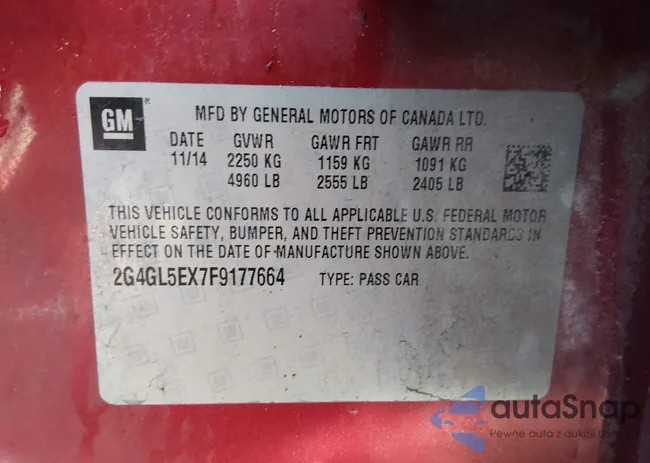 GM®
MFD BY GENERAL MOTORS OF CANADA LTD.
DATE GVWR GAWR FRT GAWR RR
11/14 2250 KG 1159 KG 1091 KG
4960 LB 2555 LB 2405 LB
THIS VEHICLE CONFORMS TO ALL APPLICABLE U.S. FEDERAL MOTOR
VEHICLE SAFETY, BUMPER, AND THEFT PREVENTION STANDARDS IN
EFFECT ON THE DATE OF MANUFACTURE SHOWN ABOVE.
2G4GL5EX7F9177664 TYPE: PASS CAR
autaSnap
Pewne auta z aukcji